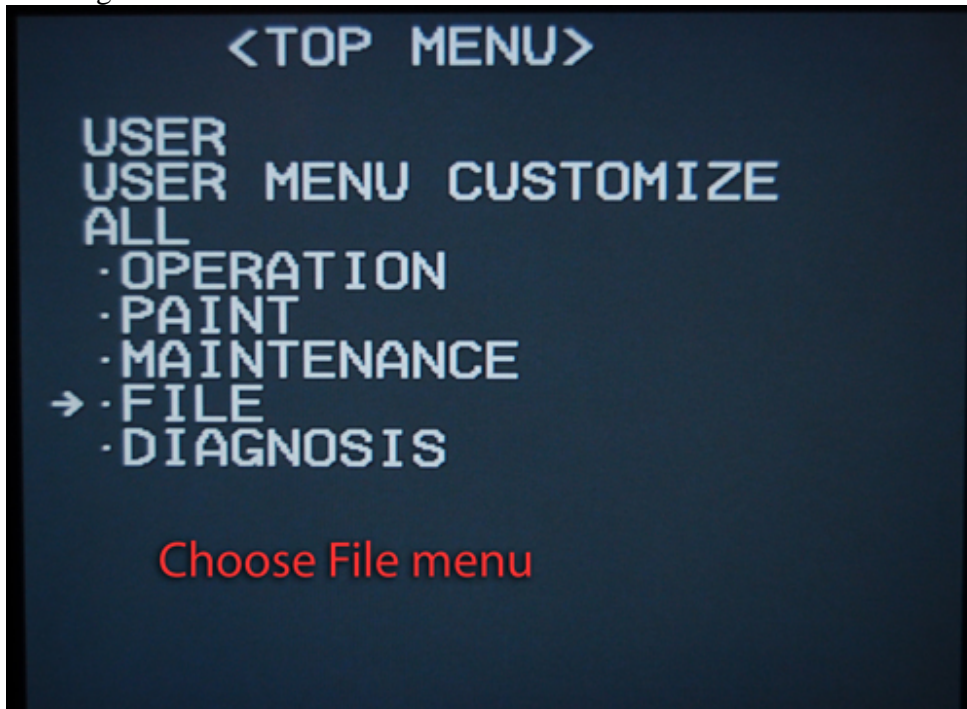 <TOP MENU>
USER
USER MENU CUSTOMIZE
ALL
·OPERATION
·PAINT
·MAINTENANCE
→·FILE
·DIAGNOSIS
Choose File menu